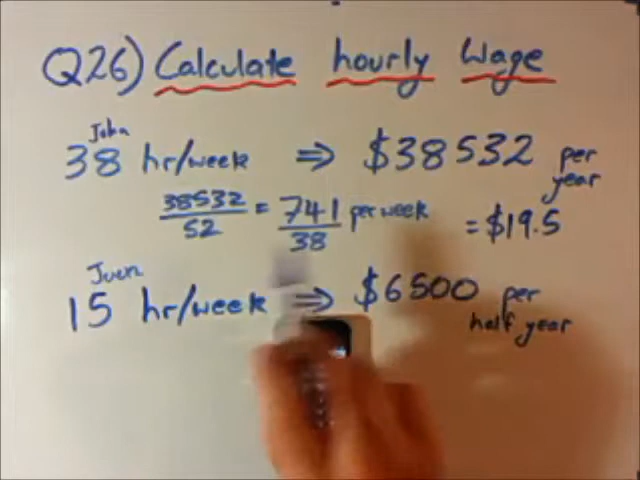 Q26) Calculate hourly Wage
John
38 hr/week ⇒ $38532 per year
38532/52 = 741/38 per week = $19.5
Juen
15 hr/week ⇒ $6500 per half year